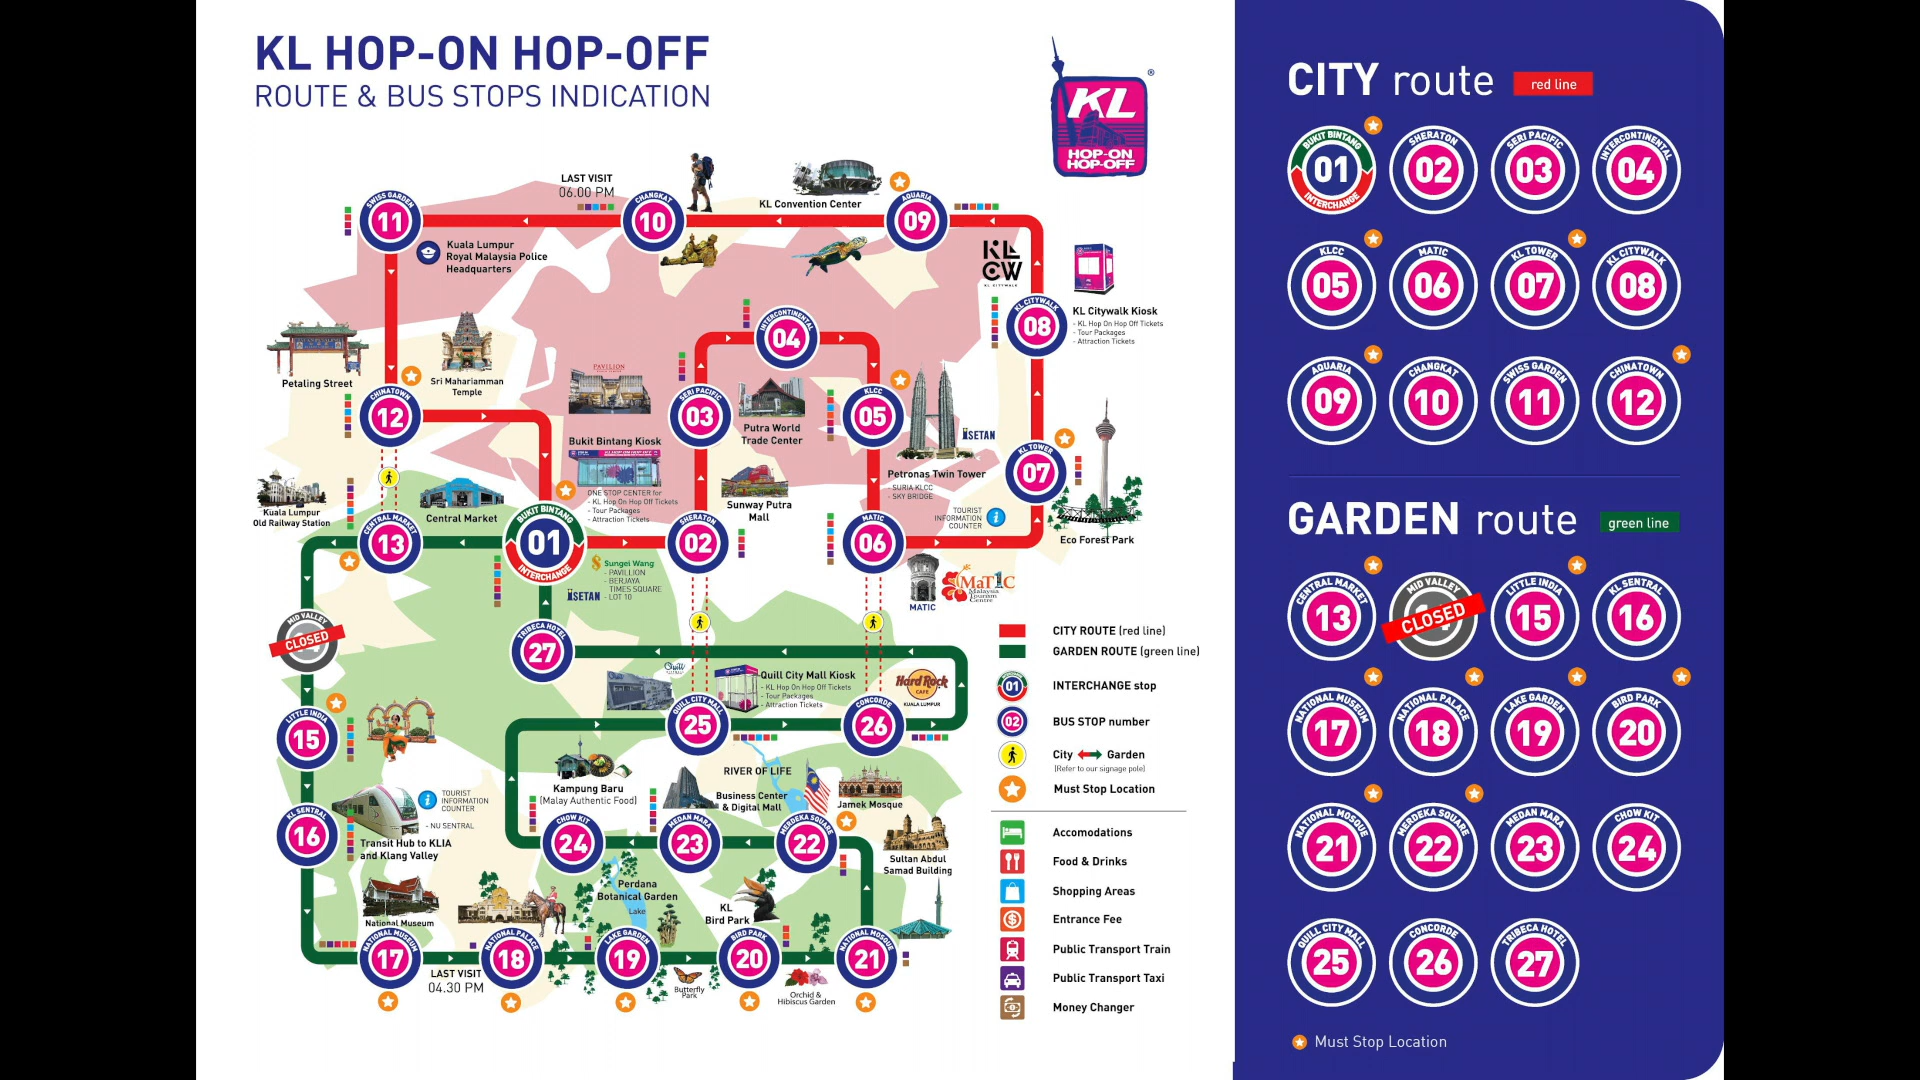 KL HOP-ON HOP-OFF
ROUTE & BUS STOPS INDICATION
KL
HOP-ON
HOP-OFF
®
LAST VISIT
06.00 PM
SWISS GARDEN
11
CHANGKAT
10
KL Convention Center
AQUARIA
09
Kuala Lumpur
Royal Malaysia Police
Headquarters
KL
CW
KL CITYWALK
KL CITYWALK
08
KL Citywalk Kiosk
- KL Hop On Hop Off Tickets
- Tour Packages
- Attraction Tickets
INTERCONTINENTAL
04
Petaling Street
Sri Mahariamman
Temple
PAVILION
CHINATOWN
12
SERI PACIFIC
03
Putra World
Trade Center
KLCC
05
ISETAN
Petronas Twin Tower
- SURIA KLCC
- SKY BRIDGE
KL TOWER
07
Bukit Bintang Kiosk
ONE STOP CENTER for
- KL Hop On Hop Off Tickets
- Tour Packages
- Attraction Tickets
Sunway Putra
Mall
Kuala Lumpur
Old Railway Station
Central Market
TOURIST
INFORMATION
COUNTER
Eco Forest Park
CENTRAL MARKET
13
BUKIT BINTANG
01
INTERCHANGE
SHERATON
02
MATIC
06
Sungei Wang
- PAVILLION
- BERJAYA
TIMES SQUARE
- LOT 10
ISETAN
MATIC
MaT1C
Malaysia
Tourism
Centre
MID VALLEY
CLOSED
TRIBECA HOTEL
27
Quill
Quill City Mall Kiosk
- KL Hop On Hop Off Tickets
- Tour Packages
- Attraction Tickets
Hard Rock
CAFE
KUALA LUMPUR
LITTLE INDIA
15
QUILL CITY MALL
25
CONCORDE
26
RIVER OF LIFE
Kampung Baru
(Malay Authentic Food)
Business Center
& Digital Mall
Jamek Mosque
TOURIST
INFORMATION
COUNTER
- NU SENTRAL
KL SENTRAL
16
Transit Hub to KLIA
and Klang Valley
CHOW KIT
24
MEDAN MARA
23
MERDEKA SQUARE
22
Sultan Abdul
Samad Building
Perdana
Botanical Garden
Lake
KL
Bird Park
National Museum
NATIONAL MUSEUM
17
NATIONAL PALACE
18
LAKE GARDEN
19
BIRD PARK
20
NATIONAL MOSQUE
21
LAST VISIT
04.30 PM
Butterfly
Park
Orchid &
Hibiscus Garden
CITY ROUTE (red line)
GARDEN ROUTE (green line)
01
INTERCHANGE stop
02
BUS STOP number
City Garden
(Refer to our signage pole)
Must Stop Location
Accomodations
Food & Drinks
Shopping Areas
Entrance Fee
Public Transport Train
Public Transport Taxi
Money Changer
CITY route
red line
BUKIT BINTANG
01
INTERCHANGE
SHERATON
02
SERI PACIFIC
03
INTERCONTINENTAL
04
KLCC
05
MATIC
06
KL TOWER
07
KL CITYWALK
08
AQUARIA
09
CHANGKAT
10
SWISS GARDEN
11
CHINATOWN
12
GARDEN route
green line
CENTRAL MARKET
13
MID VALLEY
CLOSED
LITTLE INDIA
15
KL SENTRAL
16
NATIONAL MUSEUM
17
NATIONAL PALACE
18
LAKE GARDEN
19
BIRD PARK
20
NATIONAL MOSQUE
21
MERDEKA SQUARE
22
MEDAN MARA
23
CHOW KIT
24
QUILL CITY MALL
25
CONCORDE
26
TRIBECA HOTEL
27
Must Stop Location